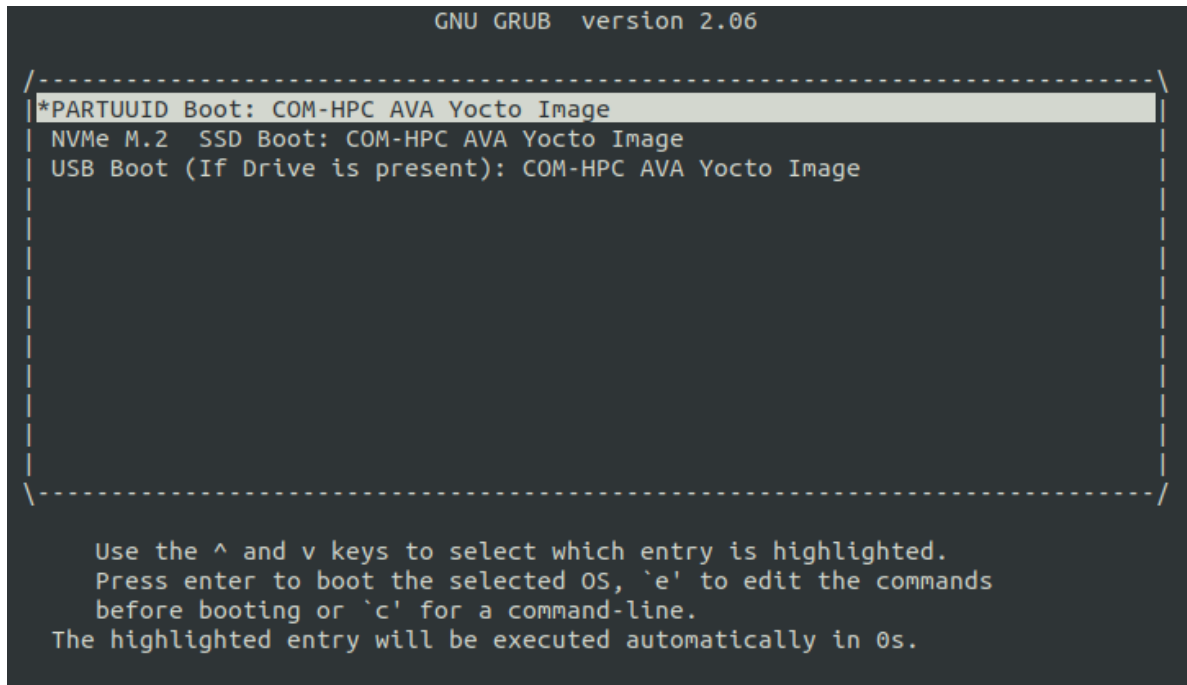 GNU GRUB  version 2.06
/----------------------------------------------------------------------------\
|*PARTUUID Boot: COM-HPC AVA Yocto Image |
| NVMe M.2  SSD Boot: COM-HPC AVA Yocto Image |
| USB Boot (If Drive is present): COM-HPC AVA Yocto Image |
\----------------------------------------------------------------------------/
Use the ^ and v keys to select which entry is highlighted.
Press enter to boot the selected OS, `e' to edit the commands
before booting or `c' for a command-line.
The highlighted entry will be executed automatically in 0s.